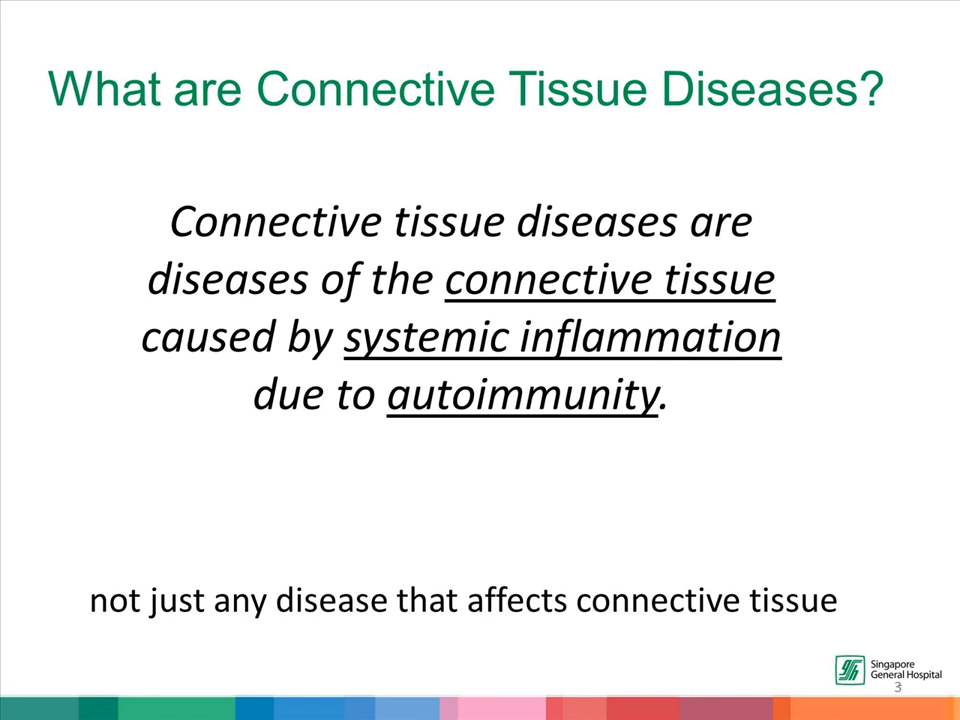 What are Connective Tissue Diseases?
Connective tissue diseases are
diseases of the connective tissue
caused by systemic inflammation
due to autoimmunity.
not just any disease that affects connective tissue
Singapore
General Hospital
3